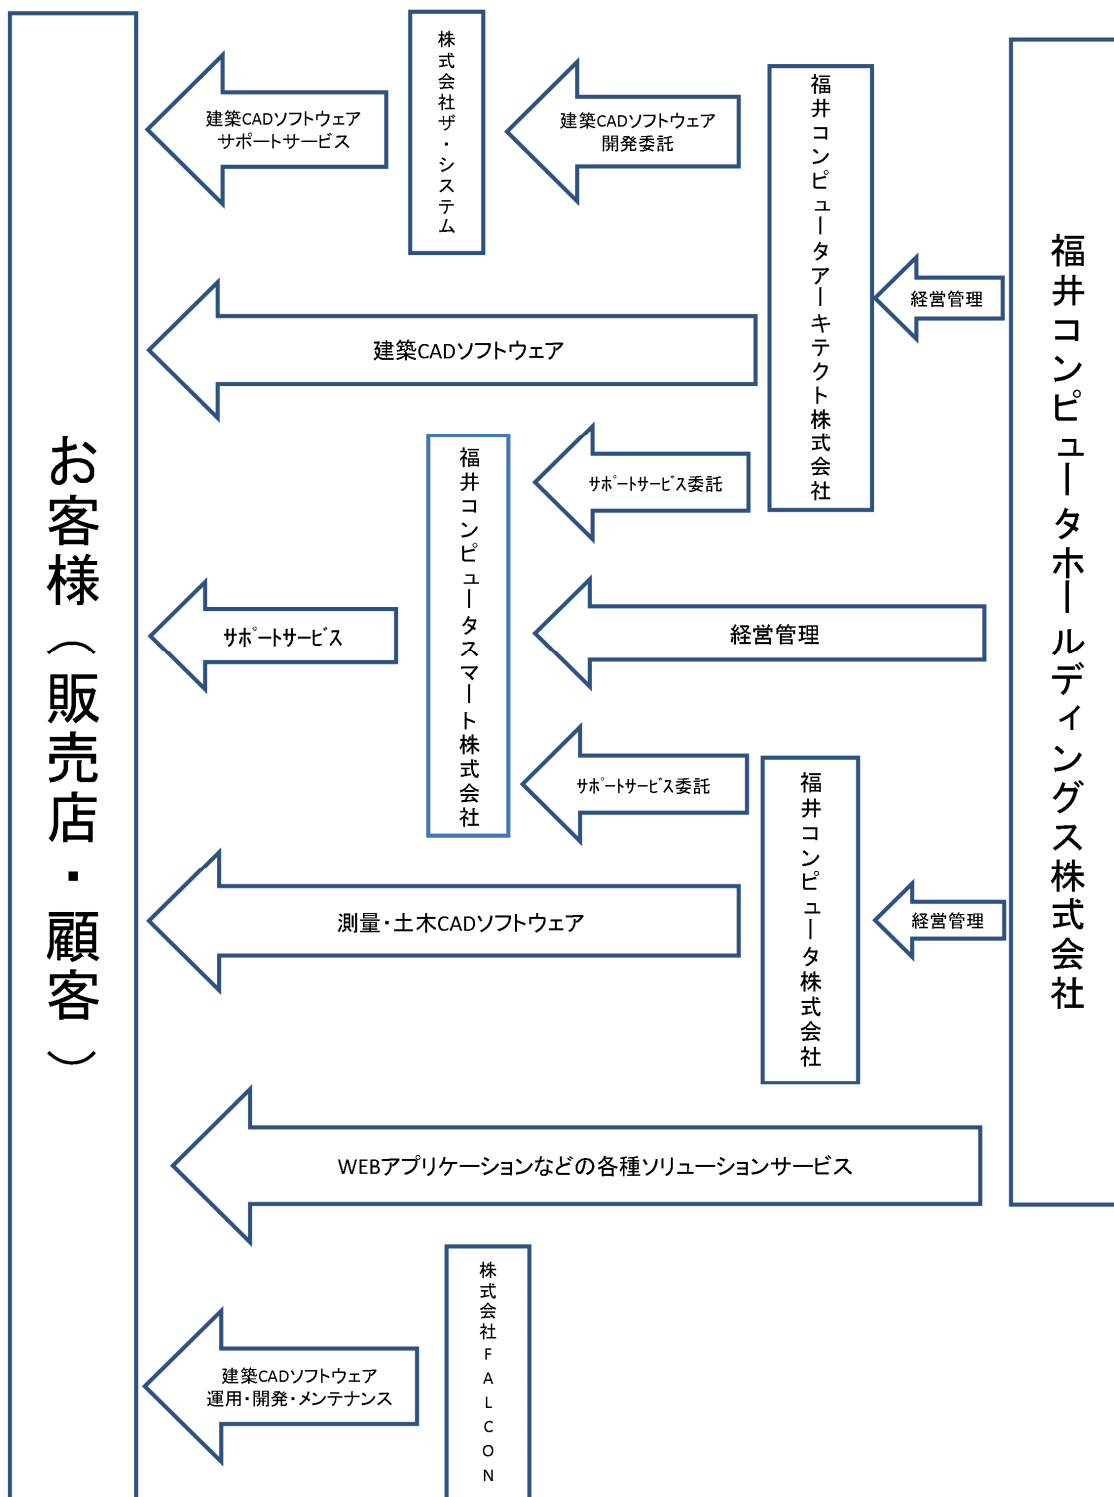 お客様（販売店・顧客）
株式会社ザ・システム
建築CADソフトウェア
サポートサービス
建築CADソフトウェア
開発委託
福井コンピュータアーキテクト株式会社
福井コンピュータホールディングス株式会社
経営管理
建築CADソフトウェア
福井コンピュータスマート株式会社
サポートサービス委託
サポートサービス
経営管理
サポートサービス委託
福井コンピュータ株式会社
測量・土木CADソフトウェア
経営管理
WEBアプリケーションなどの各種ソリューションサービス
株式会社FALCON
建築CADソフトウェア
運用・開発・メンテナンス